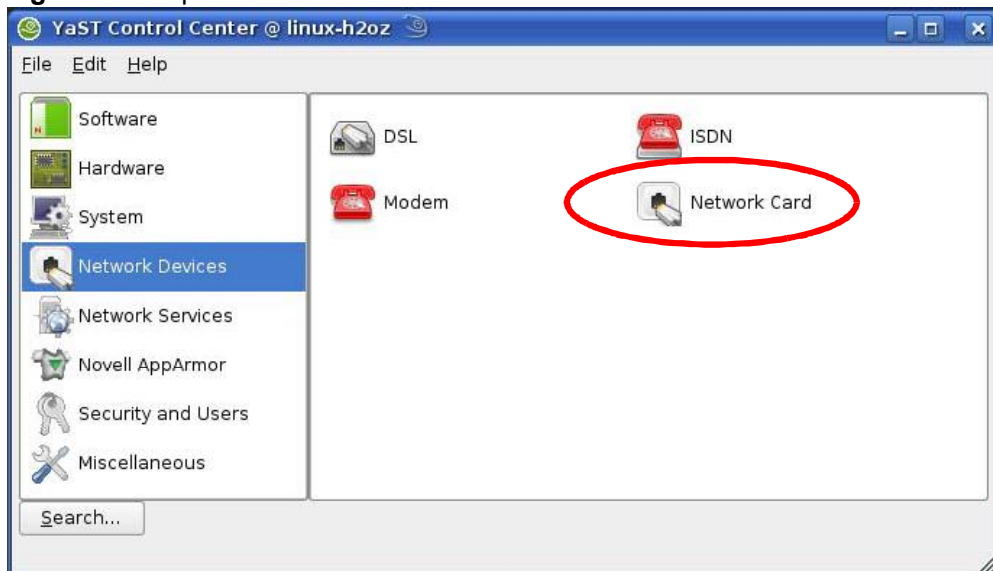 YaST Control Center @ linux-h2oz
File Edit Help
Software
Hardware
System
Network Devices
Network Services
Novell AppArmor
Security and Users
Miscellaneous
DSL
ISDN
Modem
Network Card
Search...